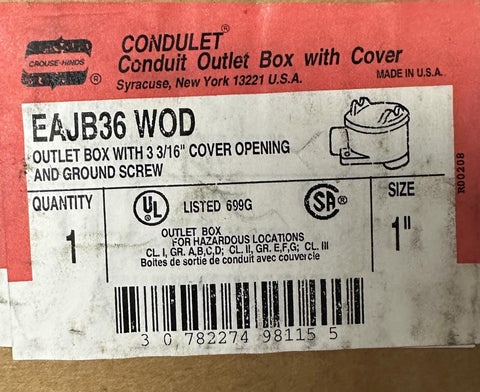 CROUSE-HINDS
®
CONDULET®
Conduit Outlet Box with Cover
Syracuse, New York 13221 U.S.A.
MADE IN U.S.A.
EAJB36 WOD
OUTLET BOX WITH 3 3/16" COVER OPENING
AND GROUND SCREW
R00208
QUANTITY
1
UL
LISTED 699G
SA
OUTLET BOX
FOR HAZARDOUS LOCATIONS
CL. I, GR. A,B,C,D; CL. II, GR. E,F,G; CL. III
Boites de sortie de conduit avec couvercle
SIZE
1"
3 0 782274 98115 5